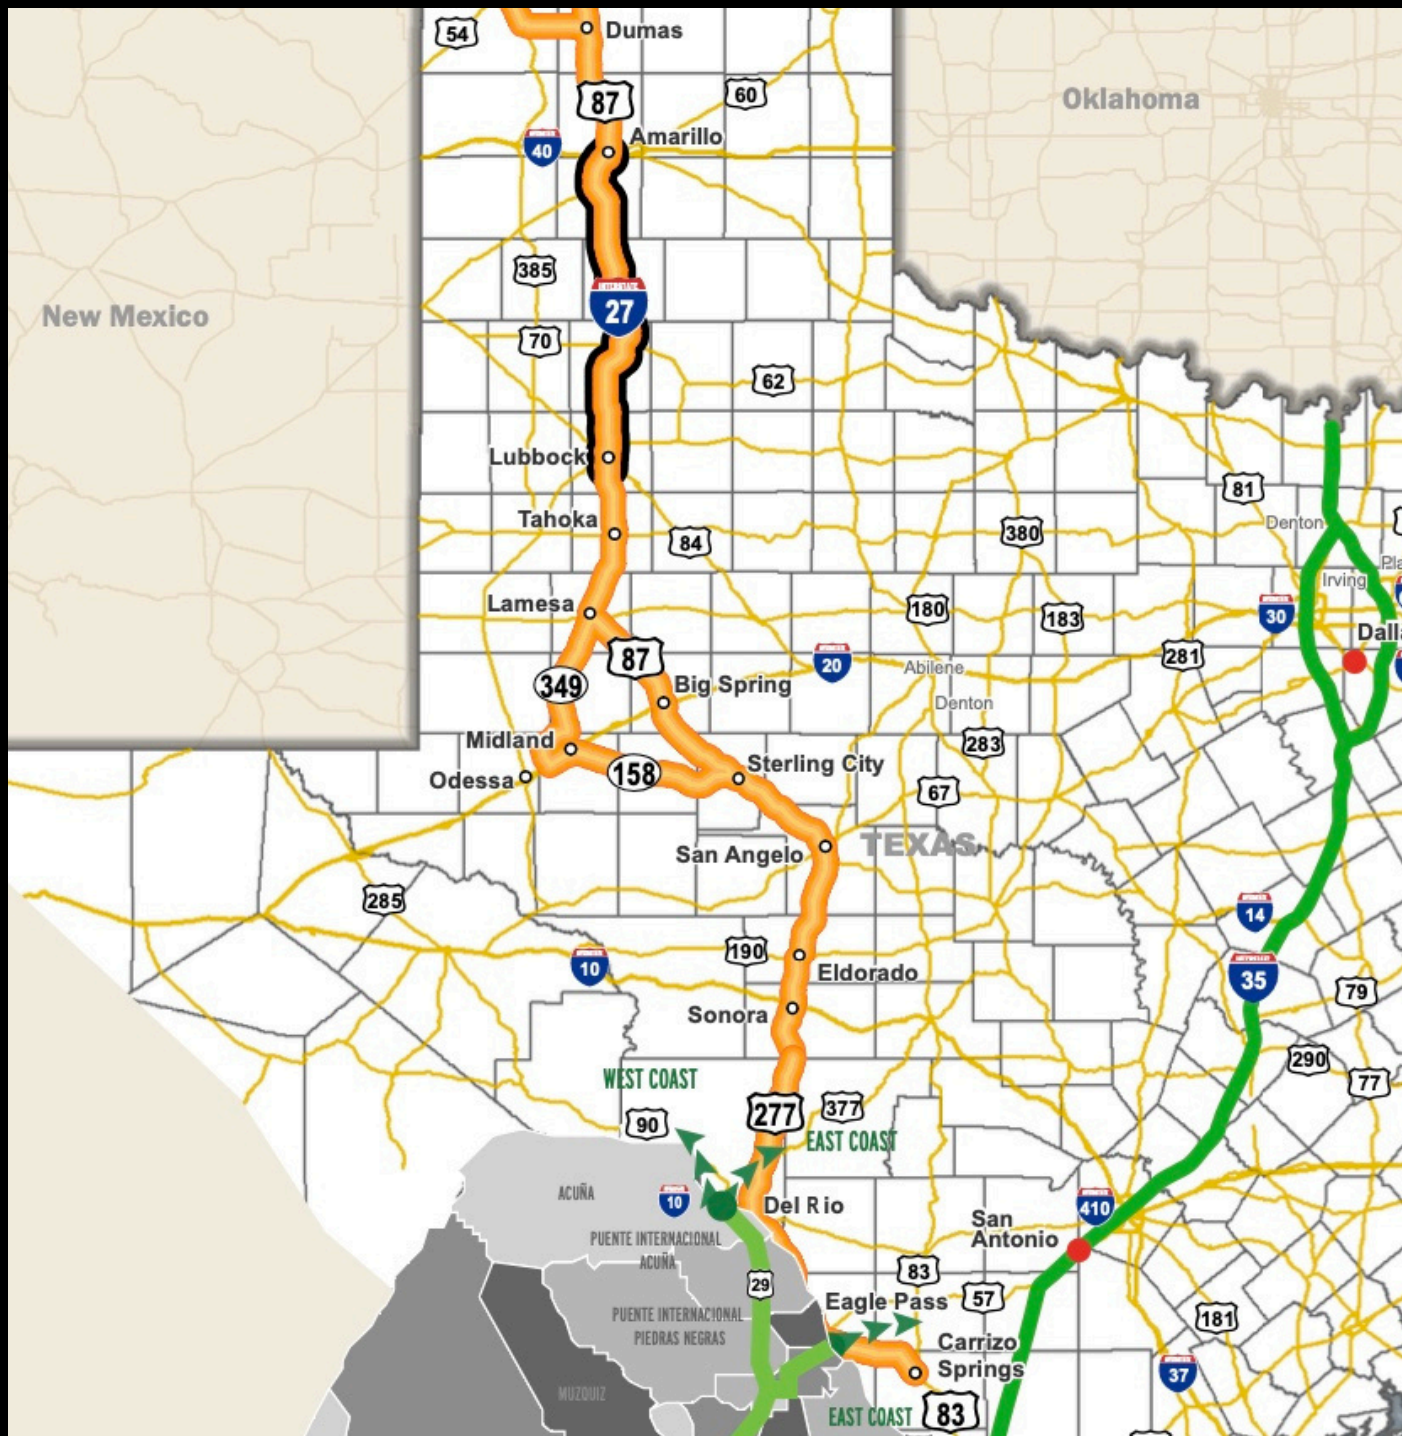 54
Dumas
87
60
Oklahoma
40
Amarillo
385
INTERSTATE
27
New Mexico
70
62
Lubbock
81
Tahoka
84
380
Denton
Irving
Lamesa
180
183
30
87
20
281
Dall
349
Abilene
Big Spring
Denton
Midland
283
Odessa
158
Sterling City
67
San Angelo
TEXAS
285
14
190
10
Eldorado
35
79
Sonora
290
WEST COAST
77
277
377
90
EAST COAST
ACUÑA
10
Del Rio
410
San
Antonio
PUENTE INTERNACIONAL
ACUÑA
83
29
Eagle Pass
57
PUENTE INTERNACIONAL
PIEDRAS NEGRAS
181
Carrizo
Springs
37
MUZQUIZ
EAST COAST
83